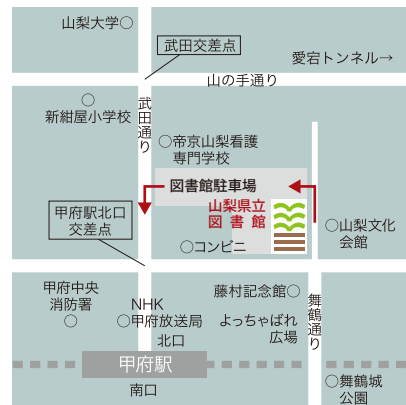 山梨大学○
武田交差点
愛宕トンネル→
山の手通り
○
新紺屋小学校
武田通り
○帝京山梨看護
専門学校
図書館駐車場
山梨県立
図書館
甲府駅北口
交差点
○コンビニ
○山梨文化
会館
甲府中央
消防署
○
NHK
○甲府放送局
北口
藤村記念館○
よっちゃばれ
広場
舞鶴通り
甲府駅
南口
○舞鶴城
公園